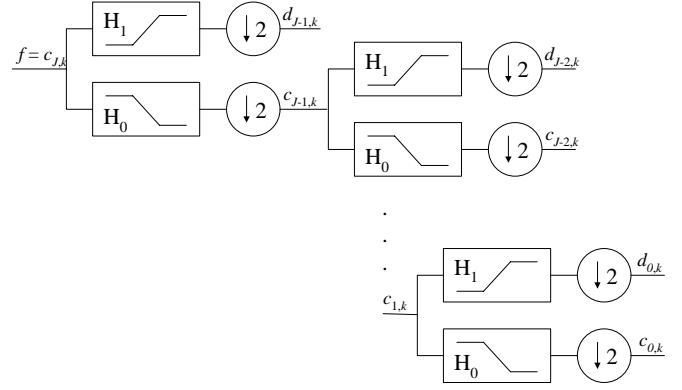 H₁ ↓ 2 d_{J-1,k}
f = c_{J,k}
H₁ ↓ 2 d_{J-2,k}
H₀ ↓ 2 c_{J-1,k}
H₀ ↓ 2 c_{J-2,k}
.
.
.
H₁ ↓ 2 d_{0,k}
c_{1,k}
H₀ ↓ 2 c_{0,k}